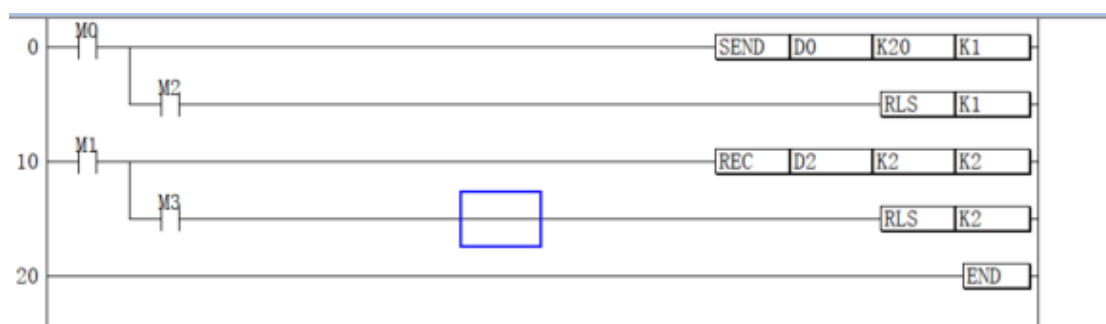 M0
0 SEND D0 K20 K1
M2
RLS K1
M1
10 REC D2 K2 K2
M3
RLS K2
20 END